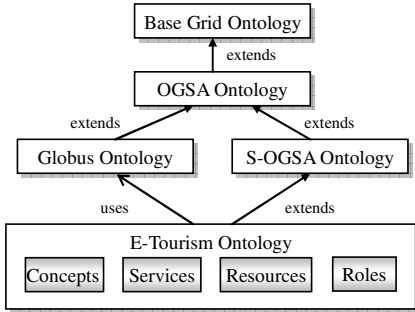 Base Grid Ontology
extends
OGSA Ontology
extends
extends
Globus Ontology
S-OGSA Ontology
uses
extends
E-Tourism Ontology
Concepts
Services
Resources
Roles